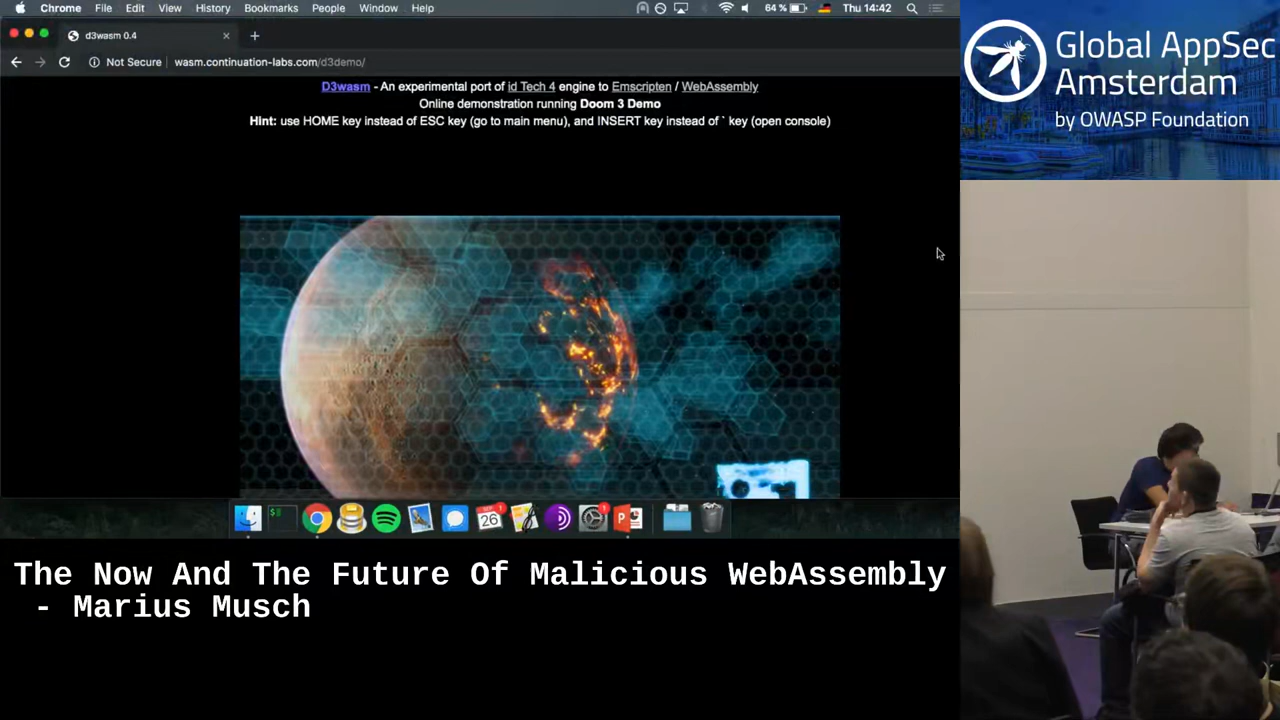 Chrome File Edit View History Bookmarks People Window Help
64 % Thu 14:42
d3wasm 0.4
Not Secure wasm.continuation-labs.com/d3demo/
D3wasm - An experimental port of id Tech 4 engine to Emscripten / WebAssembly
Online demonstration running Doom 3 Demo
Hint: use HOME key instead of ESC key (go to main menu), and INSERT key instead of ` key (open console)
Global AppSec
Amsterdam
by OWASP Foundation
26
The Now And The Future Of Malicious WebAssembly
- Marius Musch